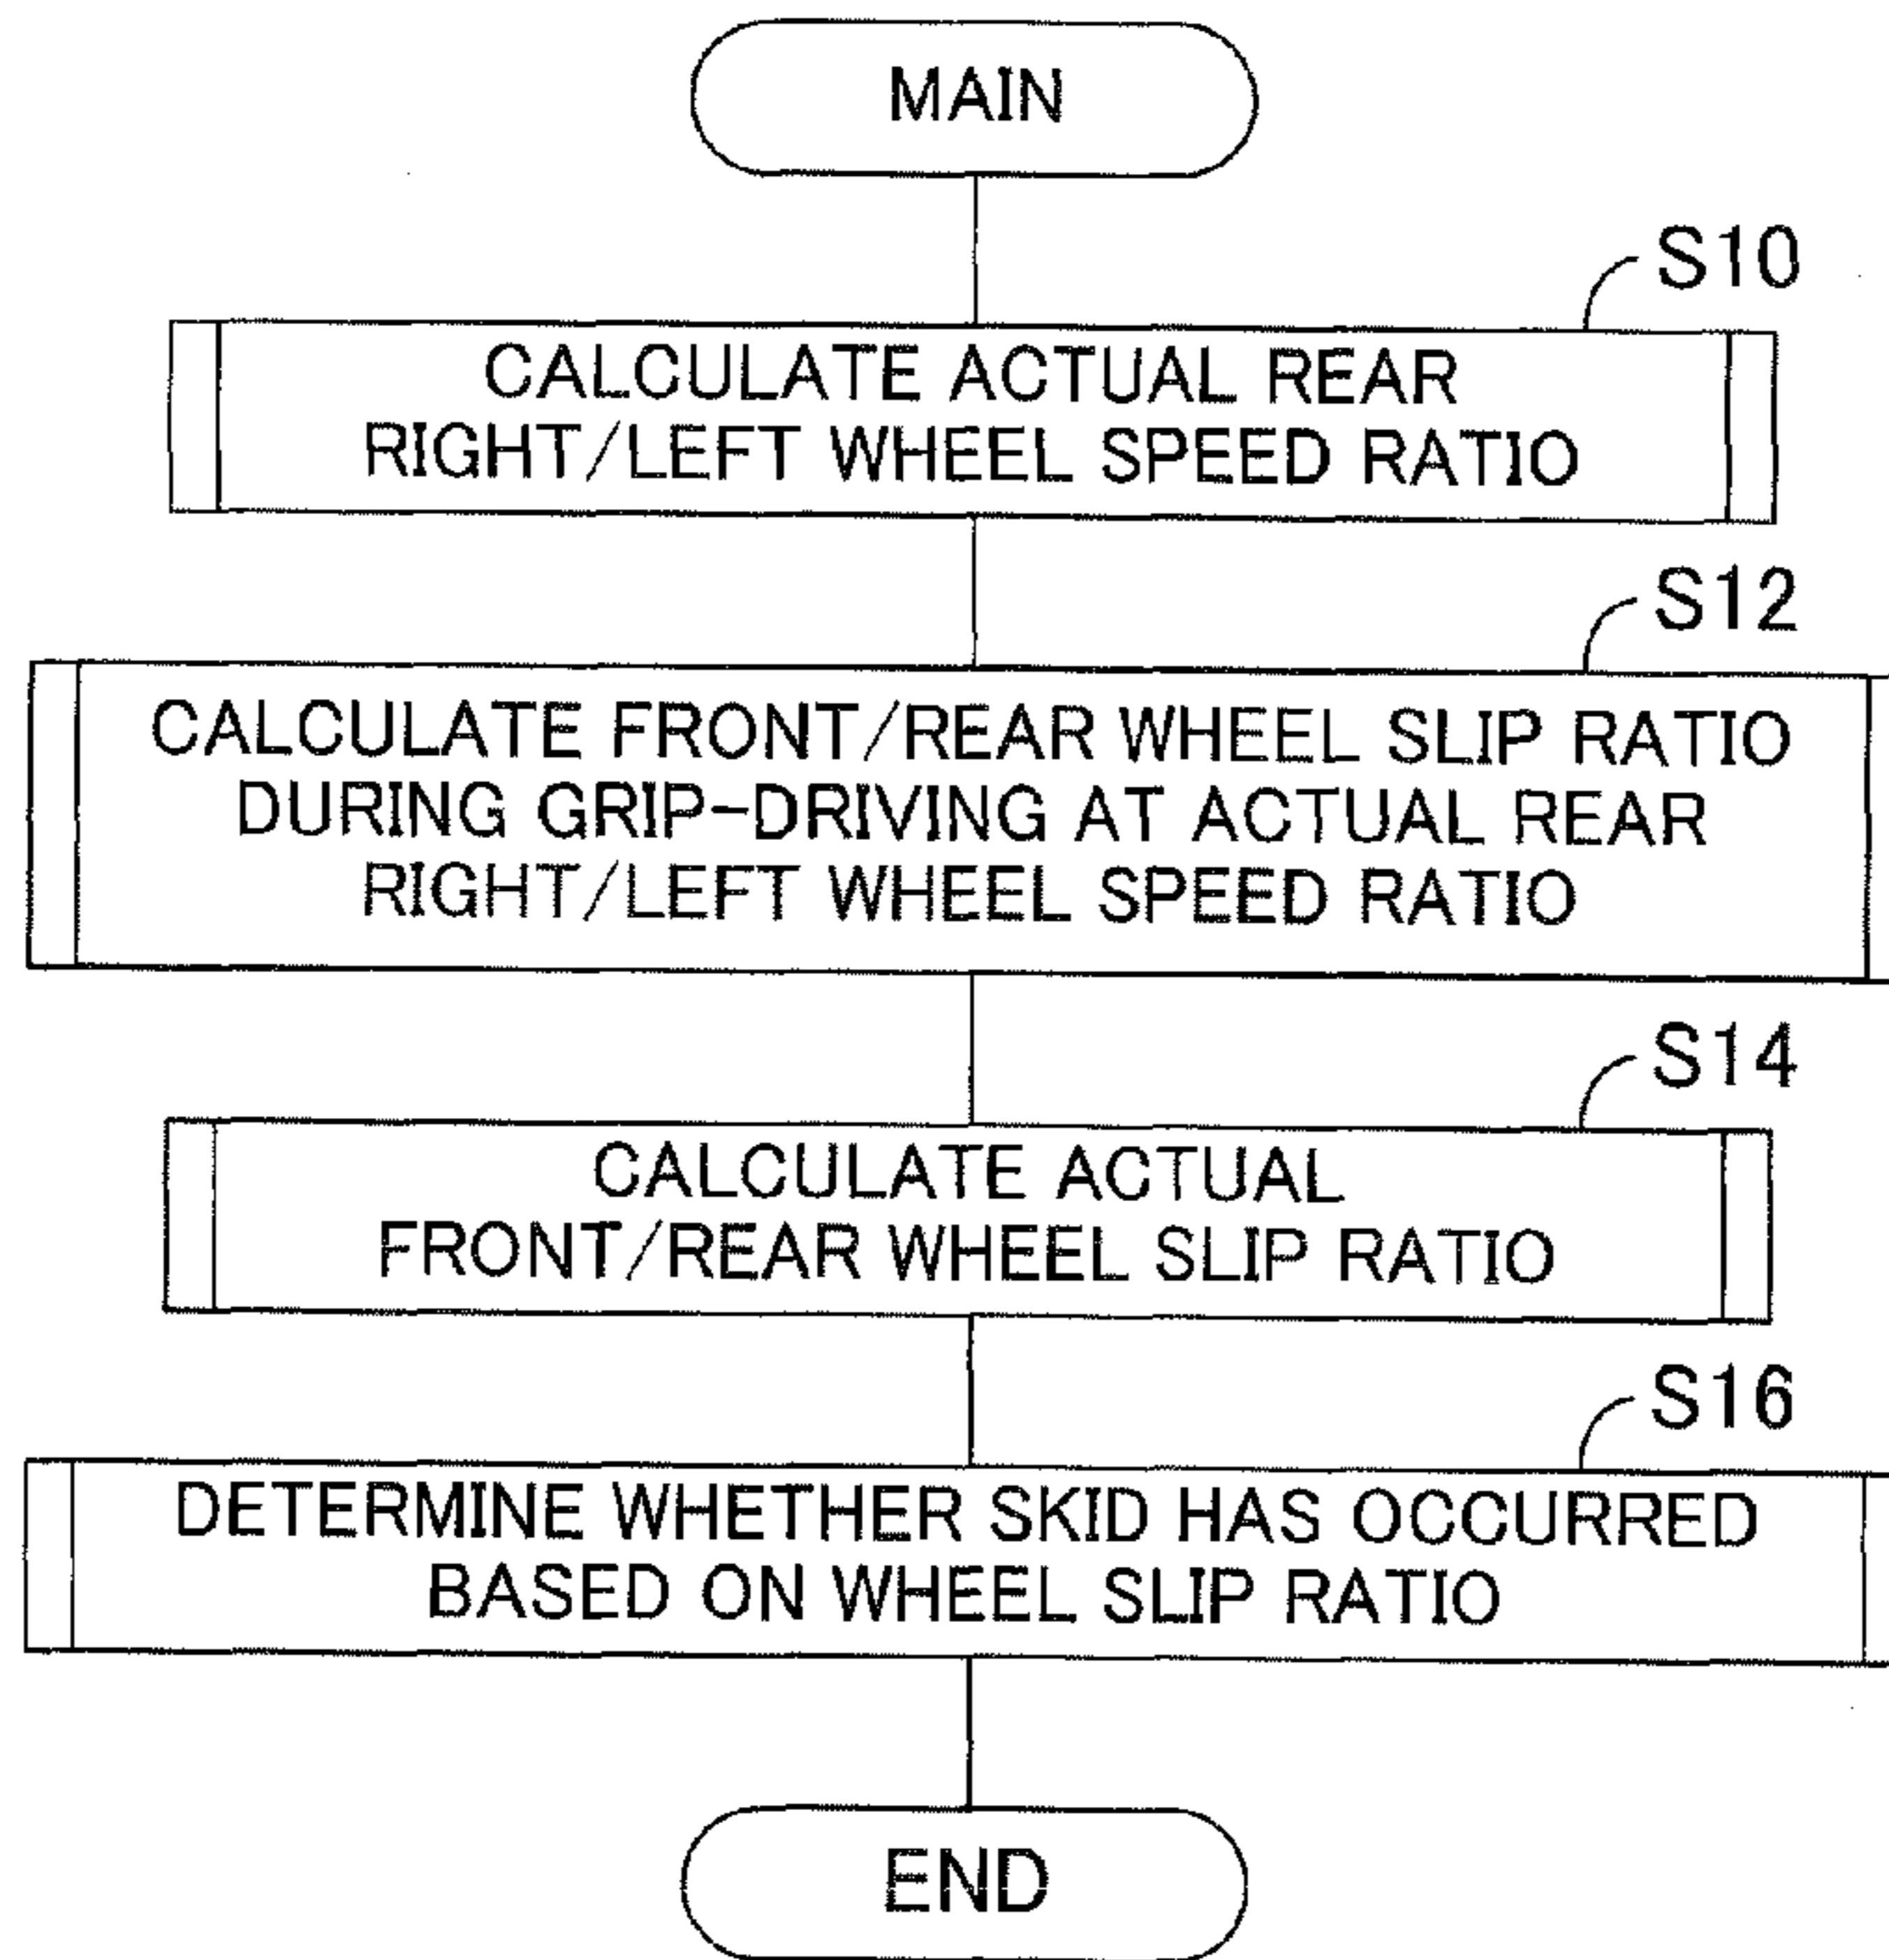 MAIN
S10
CALCULATE ACTUAL REAR
RIGHT/LEFT WHEEL SPEED RATIO
S12
CALCULATE FRONT/REAR WHEEL SLIP RATIO
DURING GRIP-DRIVING AT ACTUAL REAR
RIGHT/LEFT WHEEL SPEED RATIO
S14
CALCULATE ACTUAL
FRONT/REAR WHEEL SLIP RATIO
S16
DETERMINE WHETHER SKID HAS OCCURRED
BASED ON WHEEL SLIP RATIO
END